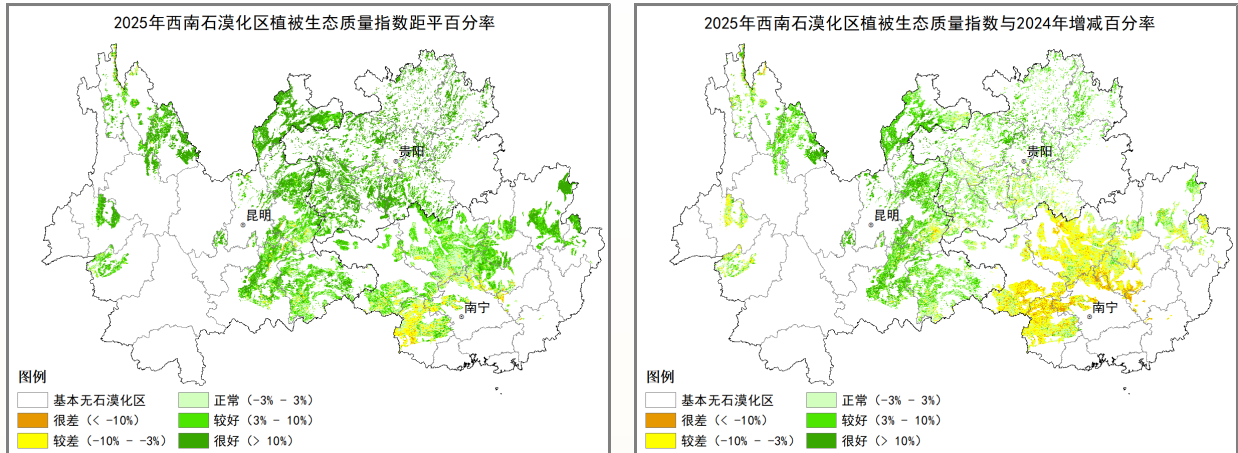 2025年西南石漠化区植被生态质量指数距平百分率
贵阳
昆明
南宁
图例
基本无石漠化区
正常（-3% - 3%）
很差（< -10%）
较好（3% - 10%）
较差（-10% - -3%）
很好（> 10%）
2025年西南石漠化区植被生态质量指数与2024年增减百分率
贵阳
昆明
南宁
图例
基本无石漠化区
正常（-3% - 3%）
很差（< -10%）
较好（3% - 10%）
较差（-10% - -3%）
很好（> 10%）